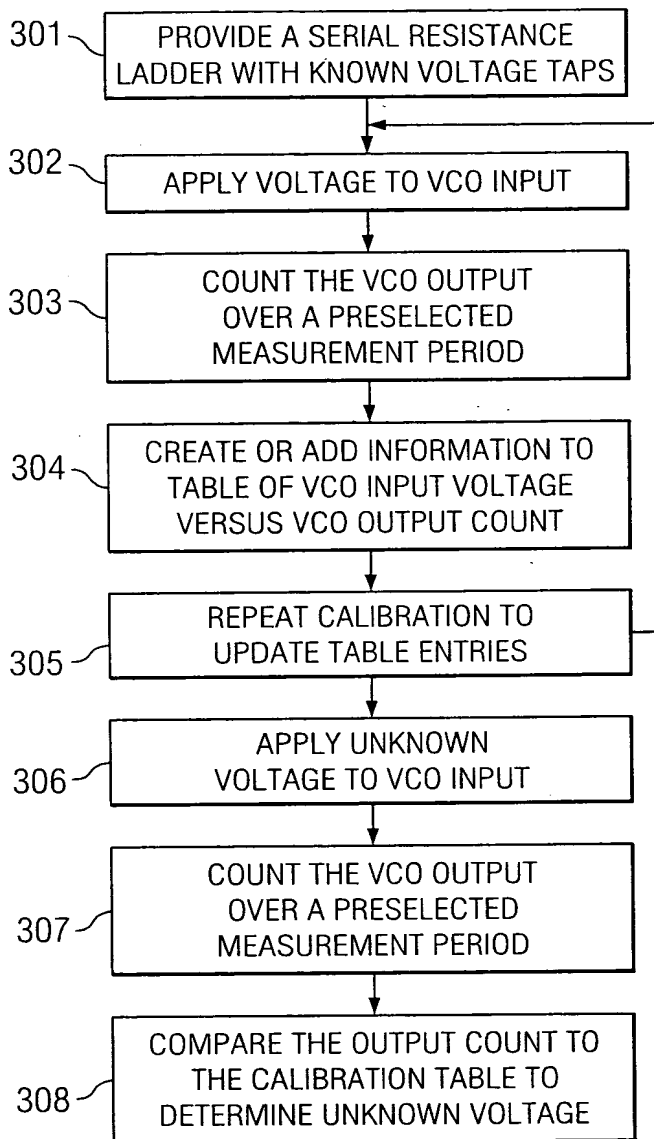 301
PROVIDE A SERIAL RESISTANCE
LADDER WITH KNOWN VOLTAGE TAPS
302
APPLY VOLTAGE TO VCO INPUT
303
COUNT THE VCO OUTPUT
OVER A PRESELECTED
MEASUREMENT PERIOD
304
CREATE OR ADD INFORMATION TO
TABLE OF VCO INPUT VOLTAGE
VERSUS VCO OUTPUT COUNT
305
REPEAT CALIBRATION TO
UPDATE TABLE ENTRIES
306
APPLY UNKNOWN
VOLTAGE TO VCO INPUT
307
COUNT THE VCO OUTPUT
OVER A PRESELECTED
MEASUREMENT PERIOD
308
COMPARE THE OUTPUT COUNT TO
THE CALIBRATION TABLE TO
DETERMINE UNKNOWN VOLTAGE